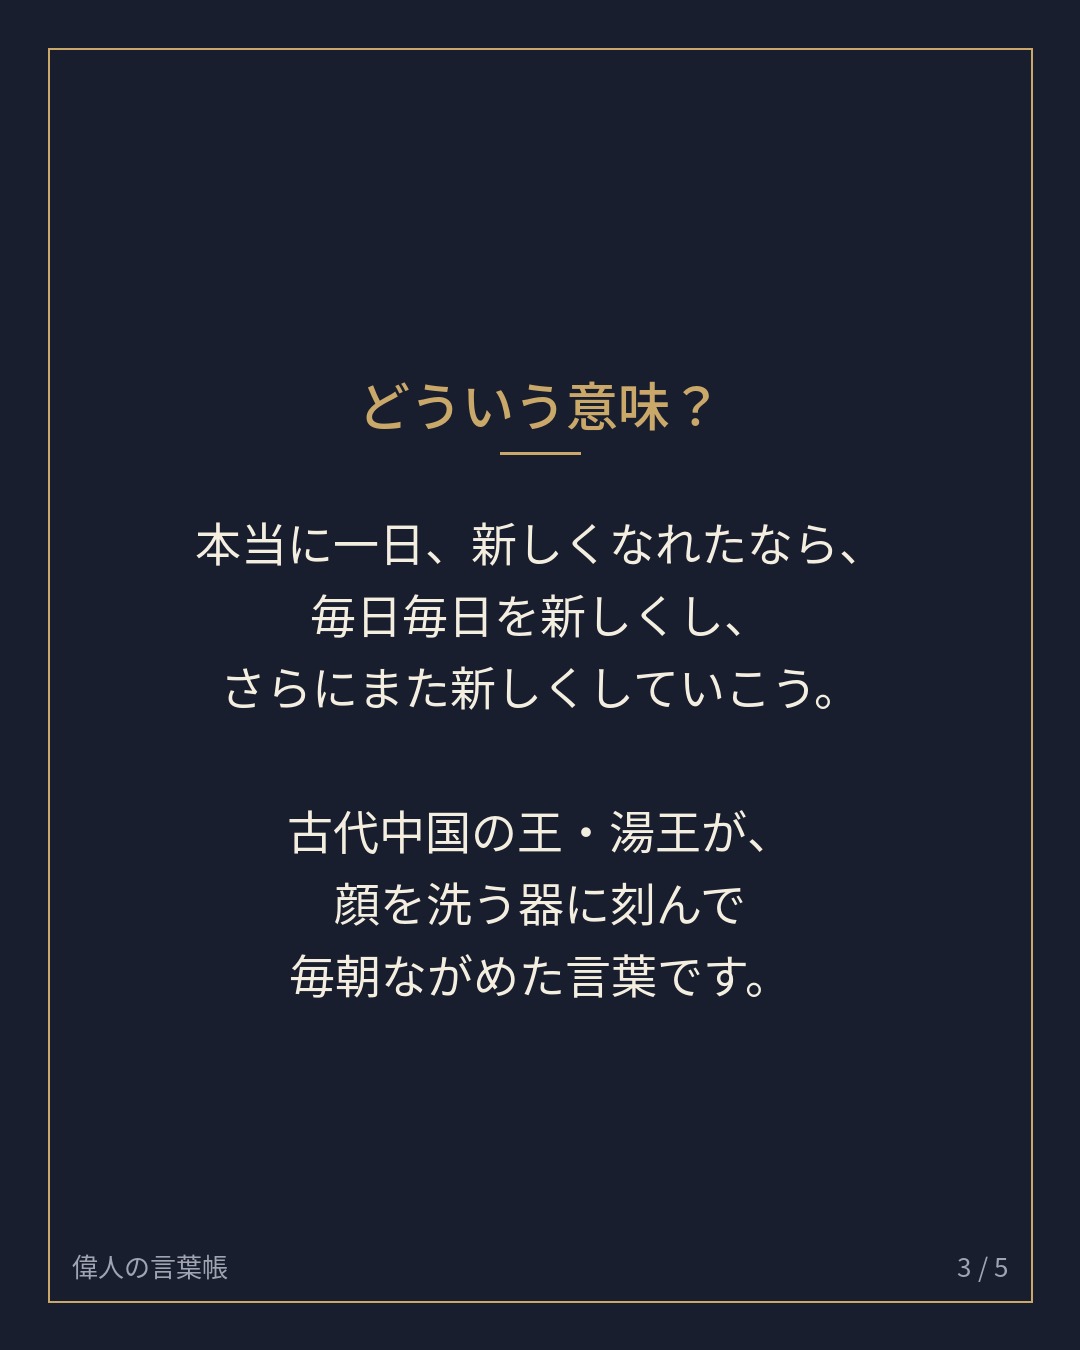 どういう意味？
本当に一日、新しくなれたなら、
毎日毎日を新しくし、
さらにまた新しくしていこう。
古代中国の王・湯王が、
顔を洗う器に刻んで
毎朝ながめた言葉です。
偉人の言葉帳
3 / 5